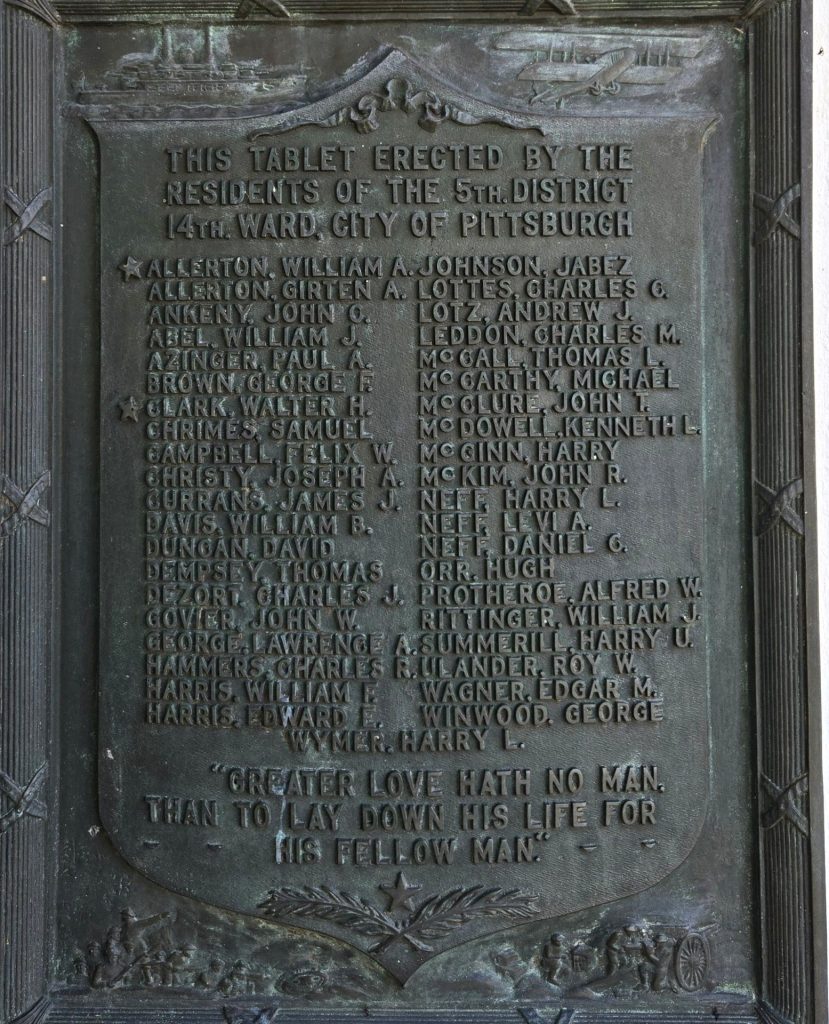 THIS TABLET ERECTED BY THE
RESIDENTS OF THE 5TH. DISTRICT
14TH. WARD, CITY OF PITTSBURGH
ALLERTON, WILLIAM A.
ALLERTON, GIRTEN A.
ANKENY, JOHN C.
ABEL, WILLIAM J.
AZINGER, PAUL A.
BROWN, GEORGE F.
CLARK, WALTER H.
CHRIMES, SAMUEL
CAMPBELL, FELIX W.
CHRISTY, JOSEPH A.
CURRANS, JAMES J.
DAVIS, WILLIAM B.
DUNCAN, DAVID
DEMPSEY, THOMAS
DEZORT, CHARLES J.
GOVIER, JOHN W.
GEORGE, LAWRENCE A.
HAMMERS, CHARLES R.
HARRIS, WILLIAM F.
HARRIS, EDWARD E.
JOHNSON, JABEZ
LOTTES, CHARLES G.
LOTZ, ANDREW J.
LEDDON, CHARLES M.
McCALL, THOMAS L.
McCARTHY, MICHAEL
McCLURE, JOHN T.
McDOWELL, KENNETH L.
McGINN, HARRY
McKIM, JOHN R.
NEFF, HARRY L.
NEFF, LEVI A.
NEFF, DANIEL G.
ORR, HUGH
PROTHEROE, ALFRED W.
RITTINGER, WILLIAM J.
SUMMERILL, HARRY U.
ULANDER, ROY W.
WAGNER, EDGAR M.
WINWOOD, GEORGE
WYMER, HARRY L.
"GREATER LOVE HATH NO MAN,
THAN TO LAY DOWN HIS LIFE FOR
HIS FELLOW MAN."